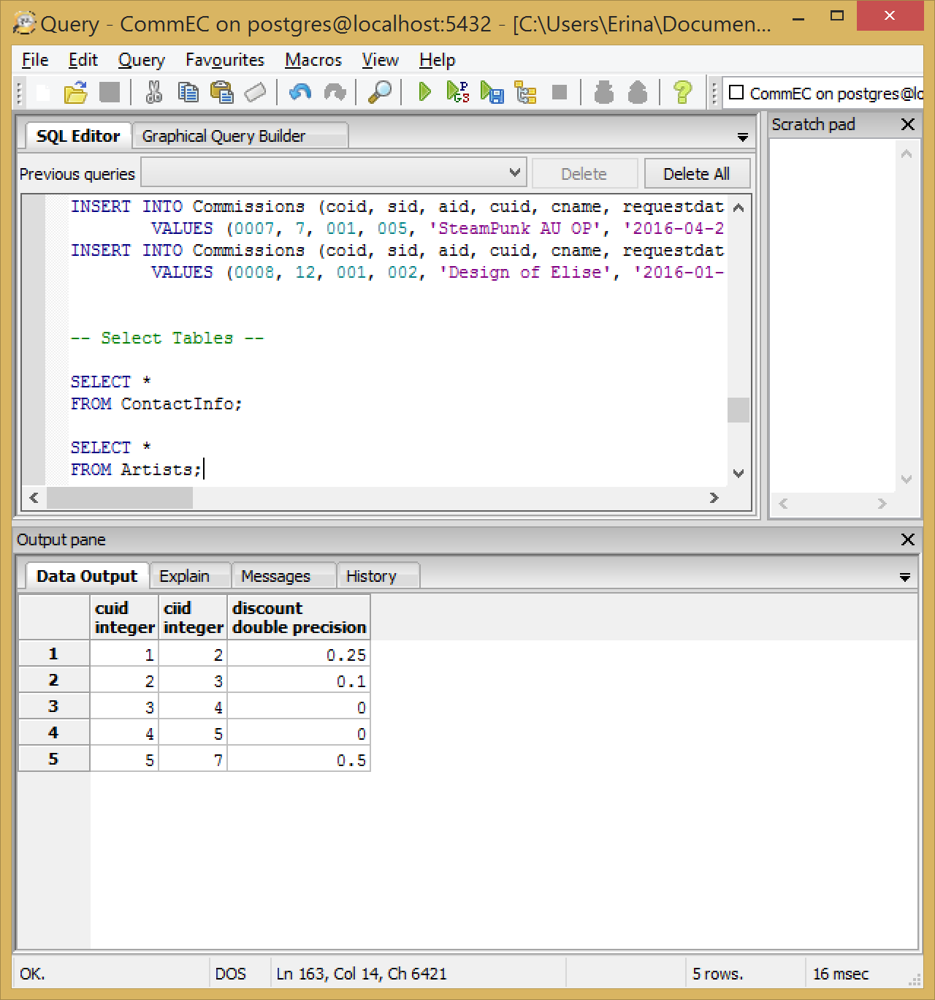 Query - CommEC on postgres@localhost:5432 - [C:\Users\Erina\Documen...
File Edit Query Favourites Macros View Help
CommEC on postgres@lo
SQL Editor Graphical Query Builder
Scratch pad
Previous queries Delete Delete All
INSERT INTO Commissions (coid, sid, aid, cuid, cname, requestdat
VALUES (0007, 7, 001, 005, 'SteamPunk AU OP', '2016-04-2
INSERT INTO Commissions (coid, sid, aid, cuid, cname, requestdat
VALUES (0008, 12, 001, 002, 'Design of Elise', '2016-01-
-- Select Tables --
SELECT *
FROM ContactInfo;
SELECT *
FROM Artists;
Output pane
Data Output Explain Messages History
cuid ciid discount
integer integer double precision
1 1 2 0.25
2 2 3 0.1
3 3 4 0
4 4 5 0
5 5 7 0.5
OK. DOS Ln 163, Col 14, Ch 6421 5 rows. 16 msec